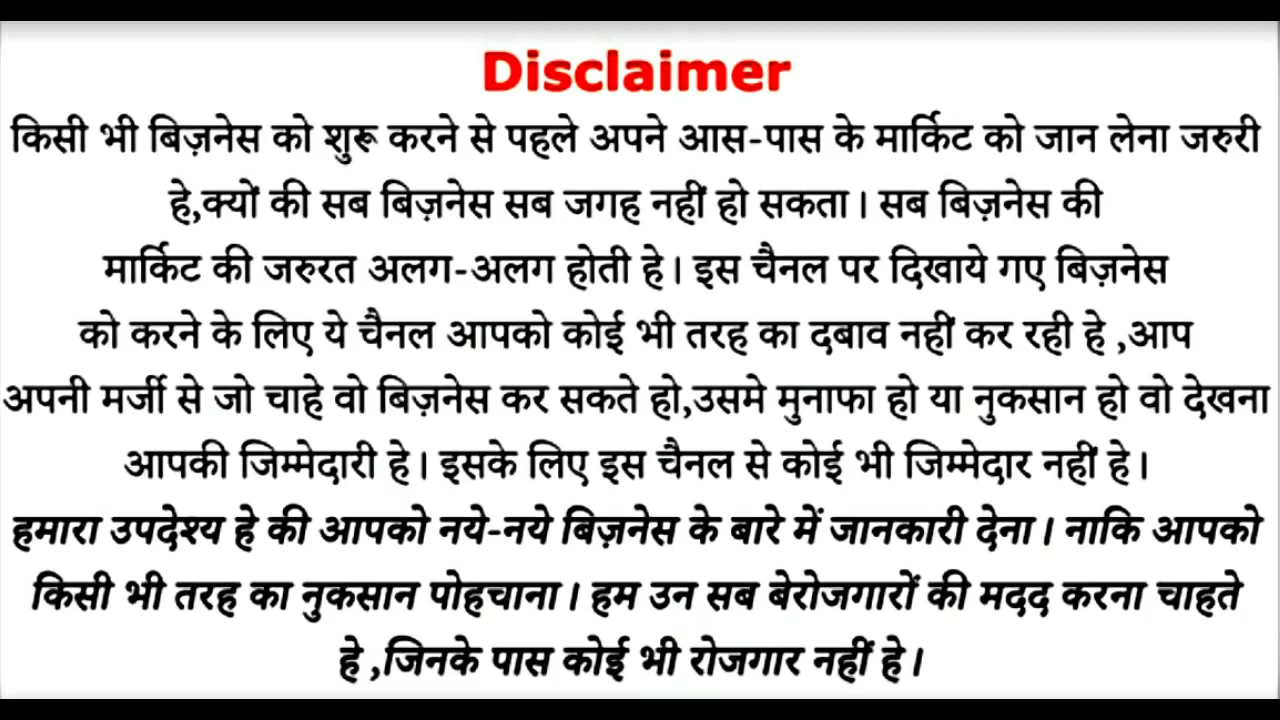 Disclaimer
किसी भी बिज़नेस को शुरू करने से पहले अपने आस-पास के मार्किट को जान लेना जरुरी
हे,क्यों की सब बिज़नेस सब जगह नहीं हो सकता। सब बिज़नेस की
मार्किट की जरुरत अलग-अलग होती हे। इस चैनल पर दिखाये गए बिज़नेस
को करने के लिए ये चैनल आपको कोई भी तरह का दबाव नहीं कर रही हे ,आप
अपनी मर्जी से जो चाहे वो बिज़नेस कर सकते हो,उसमे मुनाफा हो या नुकसान हो वो देखना
आपकी जिम्मेदारी हे। इसके लिए इस चैनल से कोई भी जिम्मेदार नहीं हे।
हमारा उपदेश्य हे की आपको नये-नये बिज़नेस के बारे में जानकारी देना। नाकि आपको
किसी भी तरह का नुकसान पोहचाना। हम उन सब बेरोजगारों की मदद करना चाहते
हे ,जिनके पास कोई भी रोजगार नहीं हे।